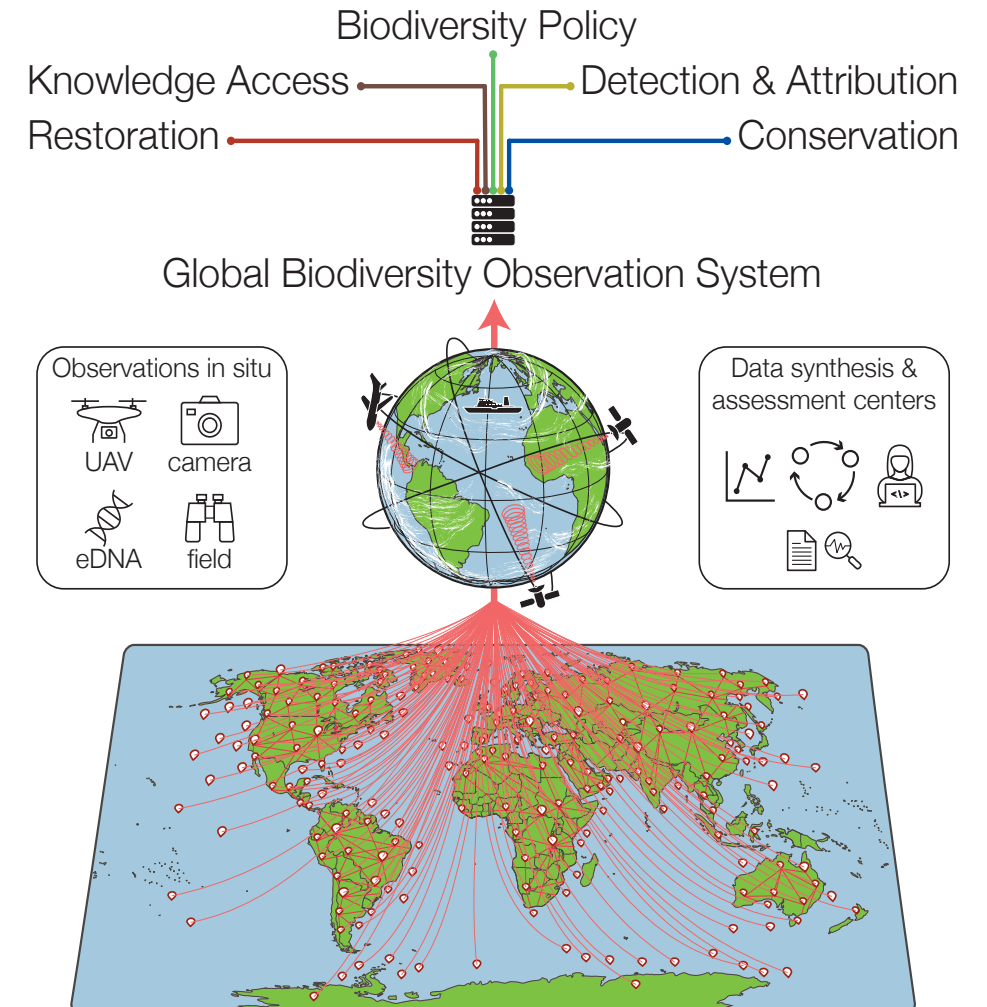 Biodiversity Policy
Knowledge Access
Detection & Attribution
Restoration
Conservation
Global Biodiversity Observation System
Observations in situ
UAV
camera
eDNA
field
Data synthesis &
assessment centers
<\>